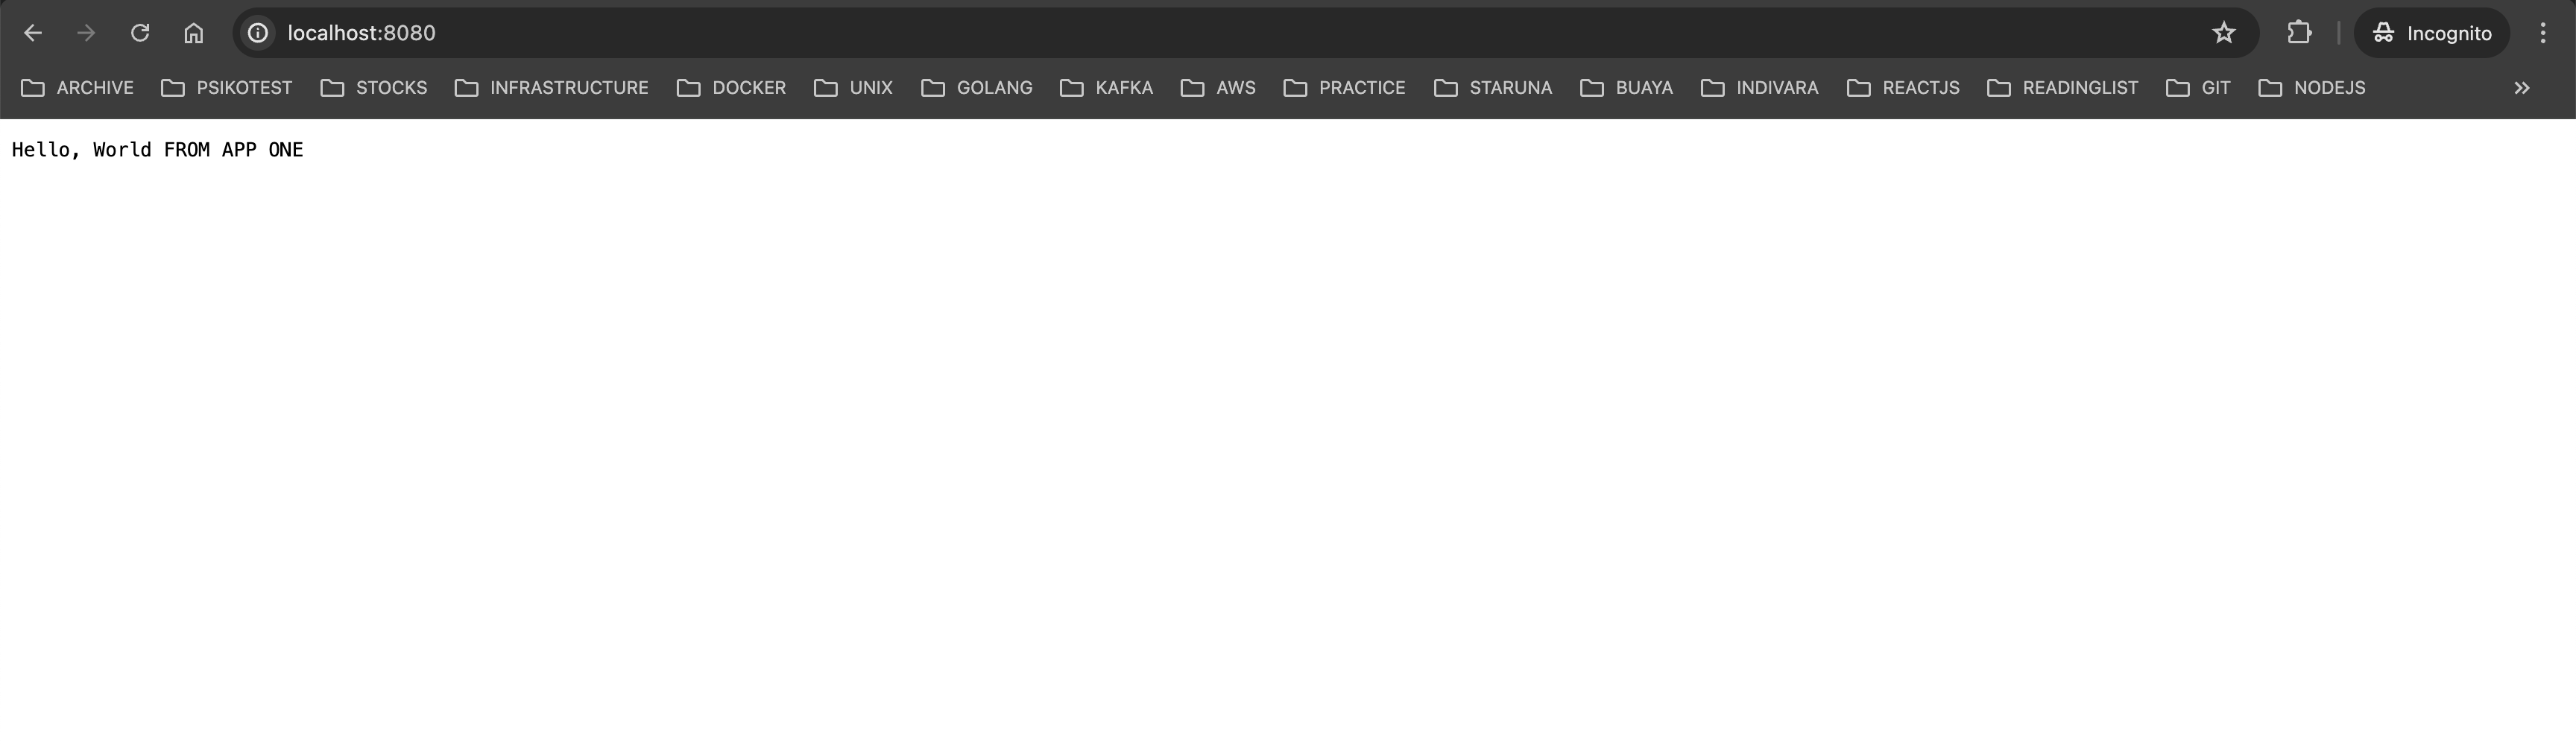 localhost:8080
Incognito
ARCHIVE PSIKOTEST STOCKS INFRASTRUCTURE DOCKER UNIX GOLANG KAFKA AWS PRACTICE STARUNA BUAYA INDIVARA REACTJS READINGLIST GIT NODEJS
Hello, World FROM APP ONE